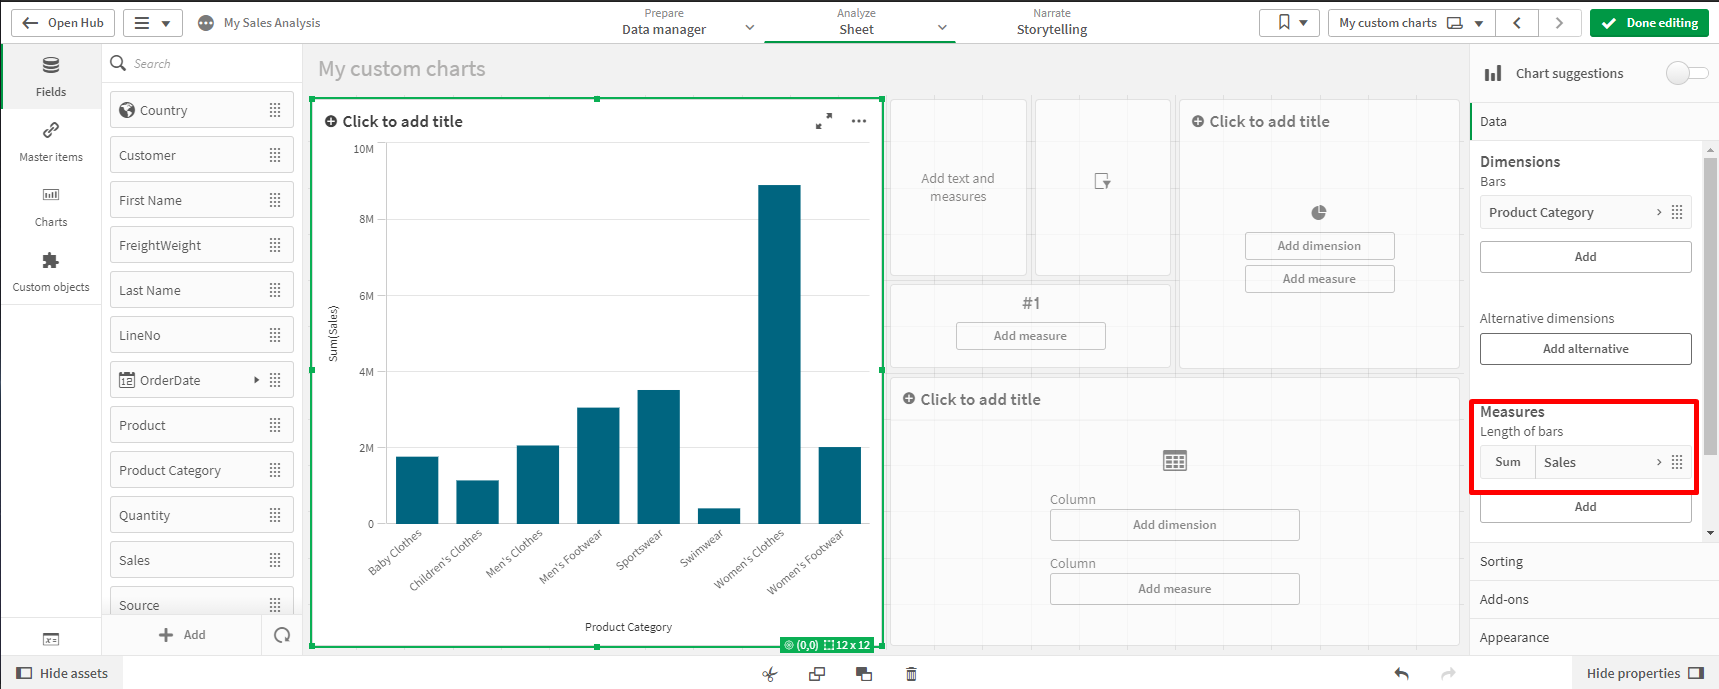 Open Hub
My Sales Analysis
Prepare
Data manager
Analyze
Sheet
Narrate
Storytelling
My custom charts
Done editing
Fields
Master items
Charts
Custom objects
Search
Country
Customer
First Name
FreightWeight
Last Name
LineNo
12 OrderDate
Product
Product Category
Quantity
Sales
Source
Add
My custom charts
Click to add title
10M
8M
6M
4M
2M
0
Sum(Sales)
Baby Clothes
Children's Clothes
Men's Clothes
Men's Footwear
Sportswear
Swimwear
Women's Clothes
Women's Footwear
Product Category
(0,0) 12 x 12
Add text and
measures
#1
Add measure
Click to add title
Add dimension
Add measure
Click to add title
Column
Add dimension
Column
Add measure
Chart suggestions
Data
Dimensions
Bars
Product Category
Add
Alternative dimensions
Add alternative
Measures
Length of bars
Sum Sales
Add
Sorting
Add-ons
Appearance
Hide assets
Hide properties